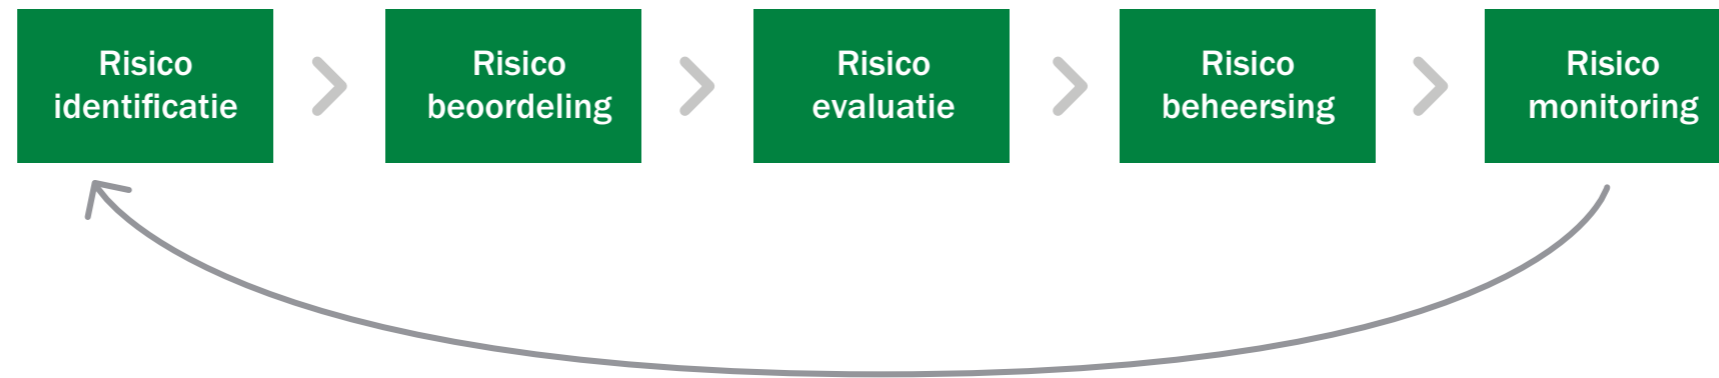 Risico
identificatie
Risico
beoordeling
Risico
evaluatie
Risico
beheersing
Risico
monitoring